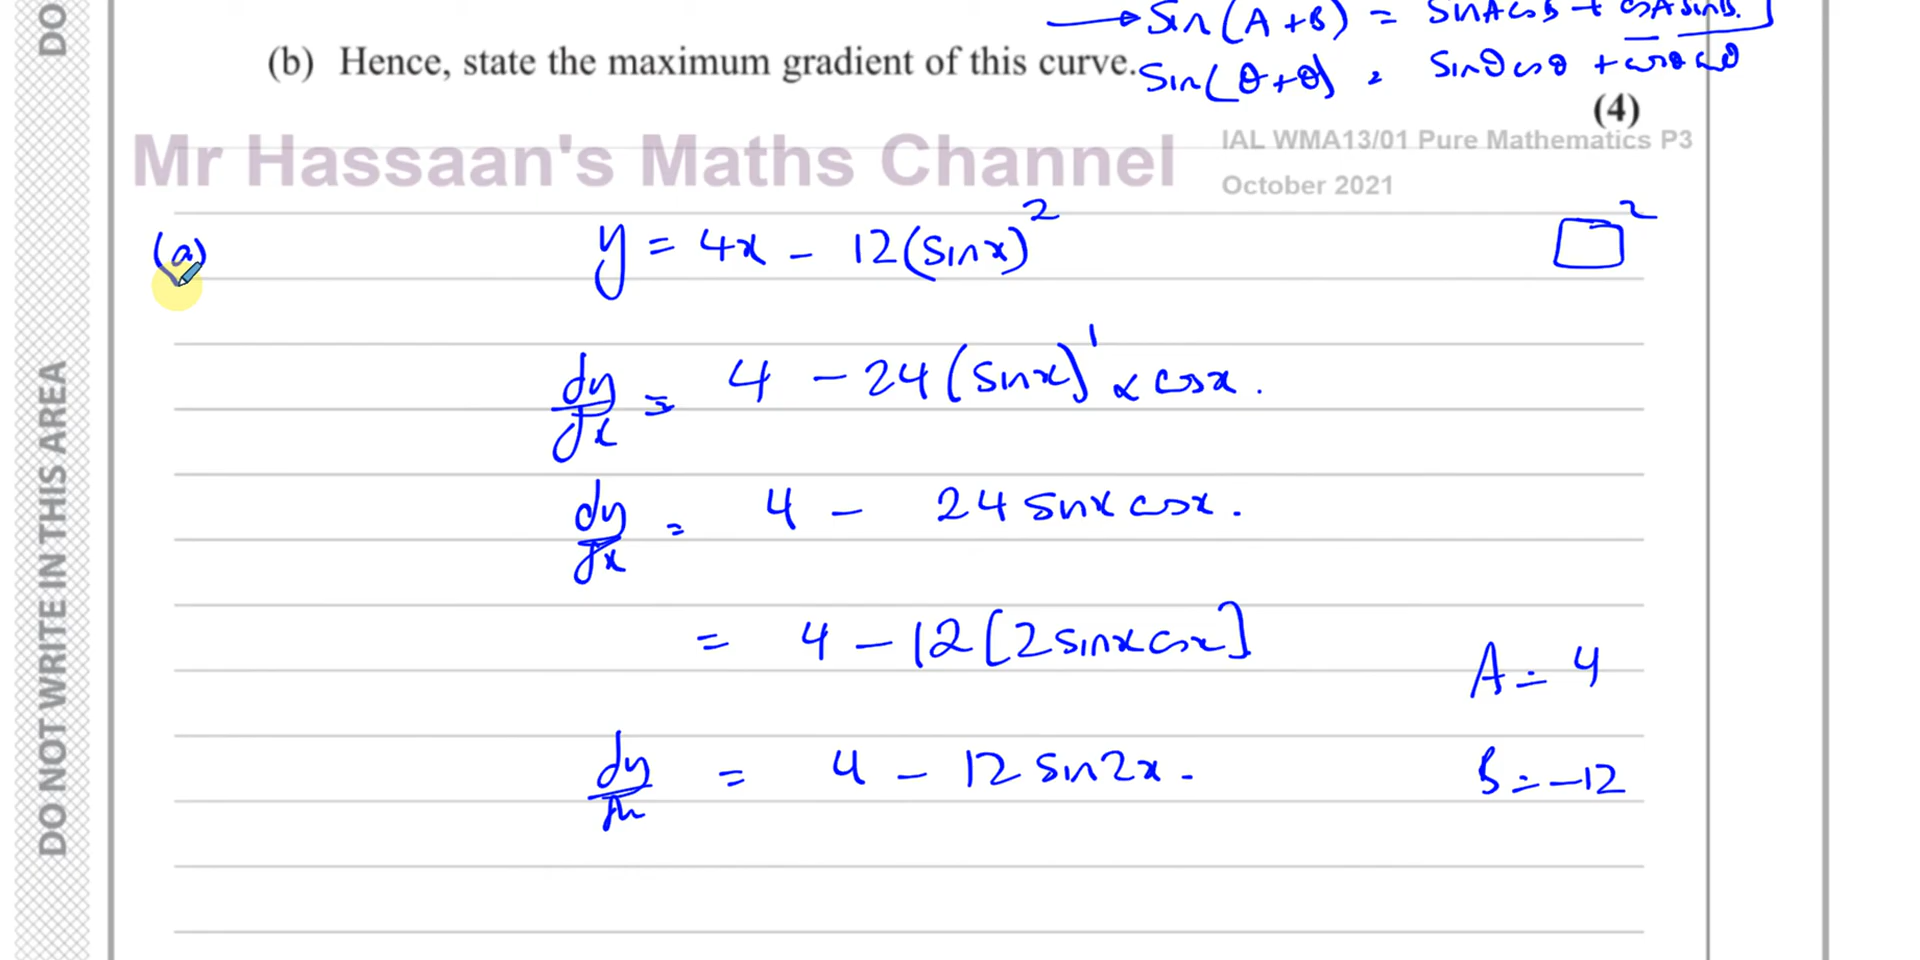 Sin(A+B) = SinAcosB + cosAsinB.
(b) Hence, state the maximum gradient of this curve.
Sin(θ+θ) = Sinθcosθ +
(4)
Mr Hassaan's Maths Channel
IAL WMA13/01 Pure Mathematics P3
October 2021
(a) y = 4x - 12(sinx)² □²
dy/dx = 4 - 24(sinx)¹ × cosx.
dy/dx = 4 - 24 sinx cosx.
= 4 - 12[2sinxcosx]
A = 4
dy/dx = 4 - 12 sin2x.
B = -12
DO
DO NOT WRITE IN THIS AREA